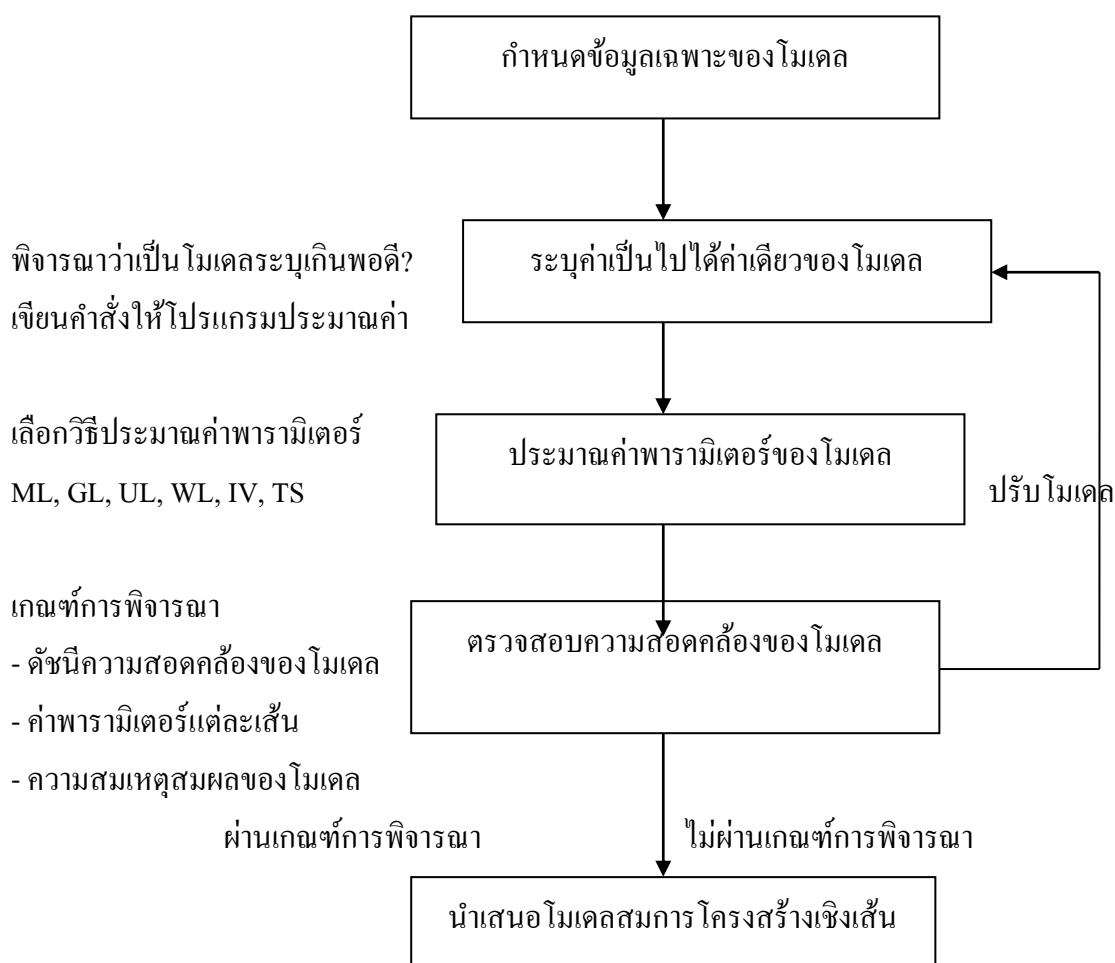 กำหนดข้อมูลเฉพาะของโมเดล
พิจารณาว่าเป็นโมเดลระบุเกินพอดี?
ระบุค่าเป็นไปได้ค่าเดียวของโมเดล
เขียนคำสั่งให้โปรแกรมประมาณค่า
เลือกวิธีประมาณค่าพารามิเตอร์
ประมาณค่าพารามิเตอร์ของโมเดล
ML, GL, UL, WL, IV, TS
ปรับโมเดล
เกณฑ์การพิจารณา
ตรวจสอบความสอดคล้องของโมเดล
- ดัชนีความสอดคล้องของโมเดล
- ค่าพารามิเตอร์แต่ละเส้น
- ความสมเหตุสมผลของโมเดล
ผ่านเกณฑ์การพิจารณา
ไม่ผ่านเกณฑ์การพิจารณา
นำเสนอโมเดลสมการโครงสร้างเชิงเส้น